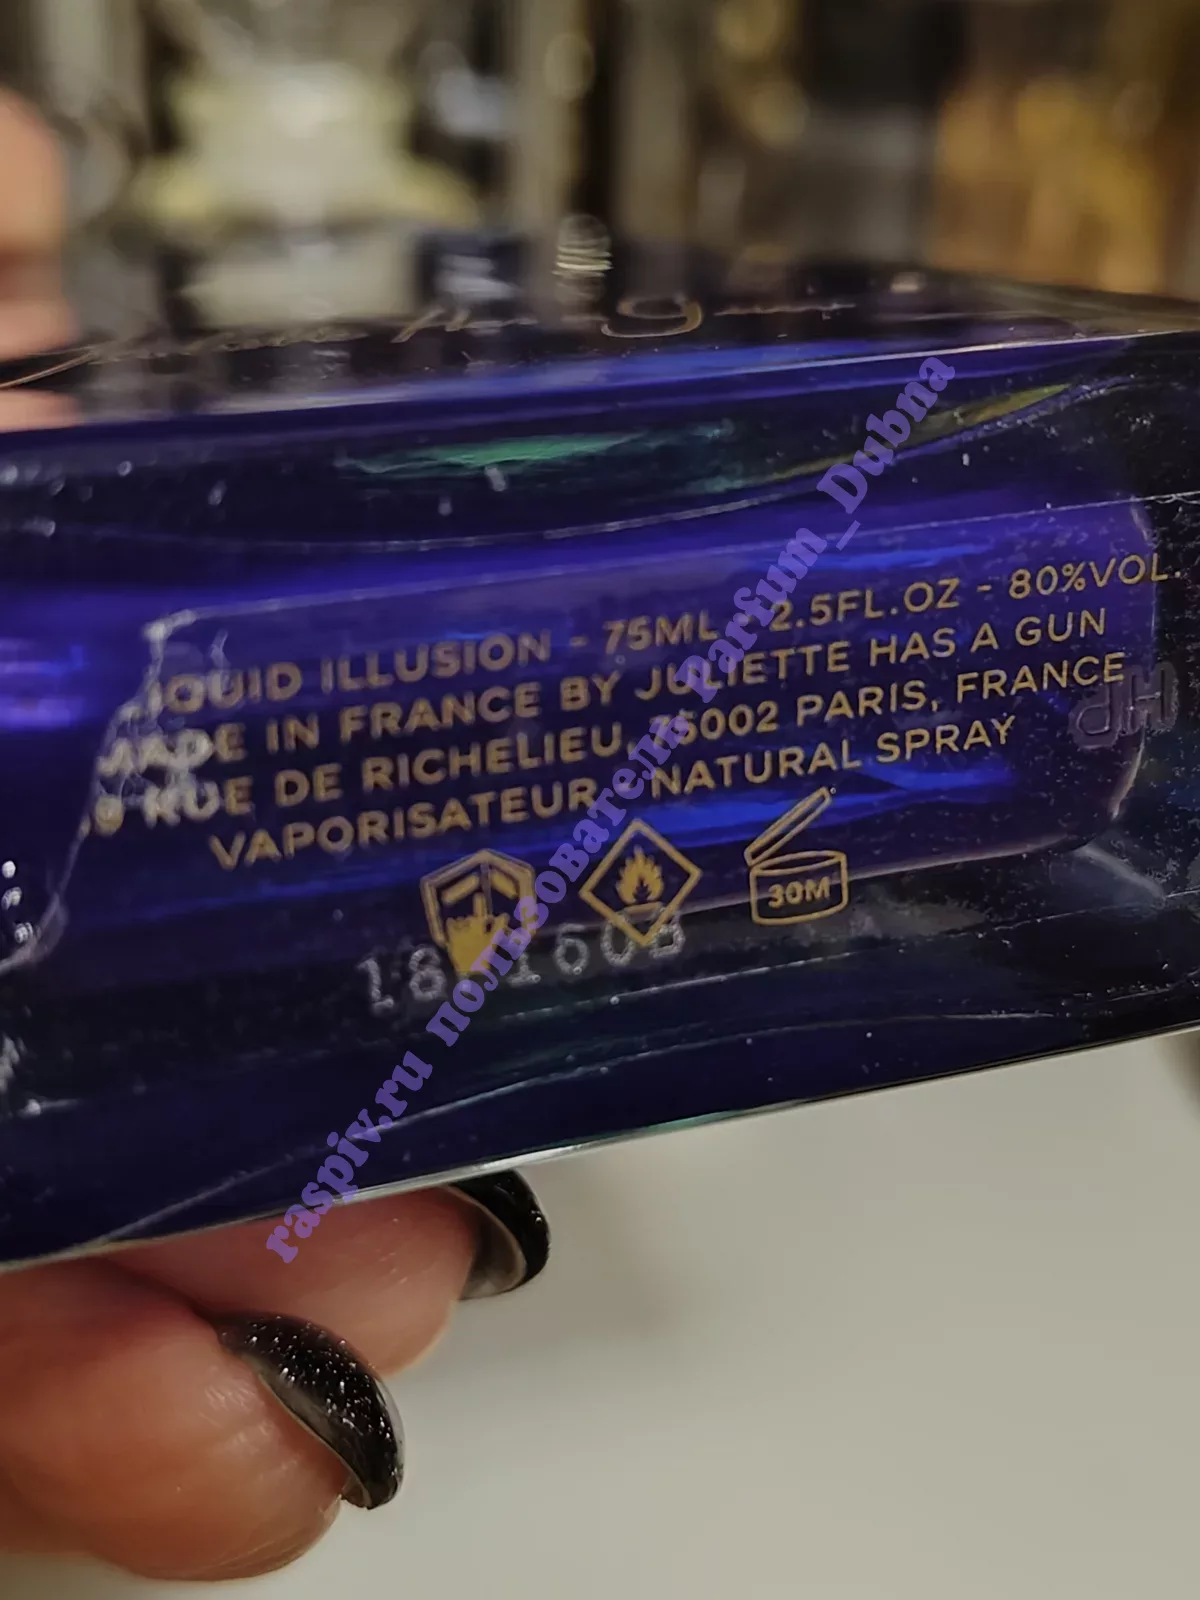 LIQUID ILLUSION - 75ML - 2.5FL.OZ - 80%VOL.
MADE IN FRANCE BY JULIETTE HAS A GUN
RUE DE RICHELIEU, 75002 PARIS, FRANCE
VAPORISATEUR - NATURAL SPRAY
30M
HP
raspiv.ru пользователь Parfum_Dubna